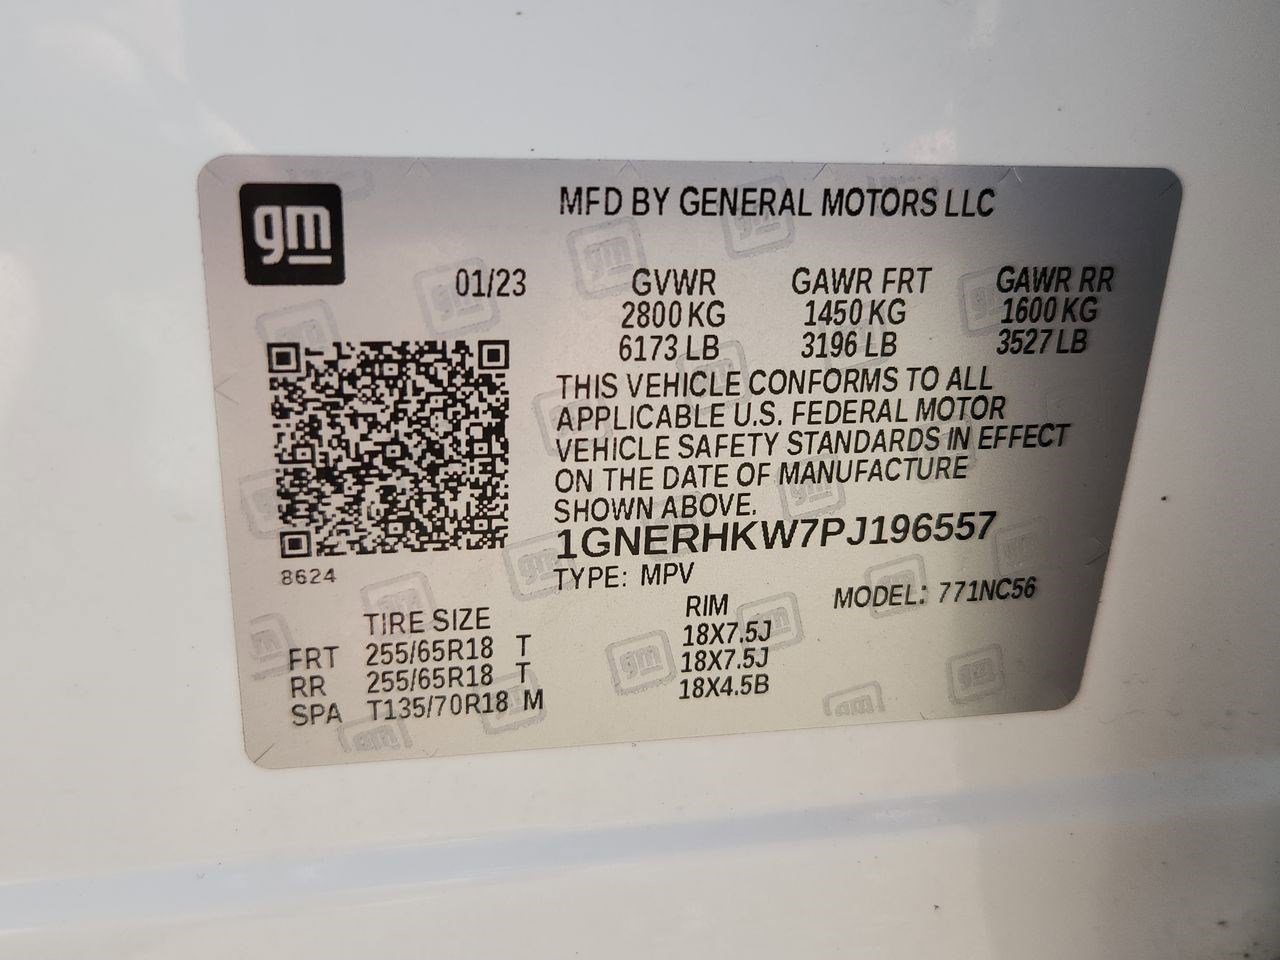 gm
MFD BY GENERAL MOTORS LLC
01/23 GVWR GAWR FRT GAWR RR
2800 KG 1450 KG 1600 KG
6173 LB 3196 LB 3527 LB
THIS VEHICLE CONFORMS TO ALL
APPLICABLE U.S. FEDERAL MOTOR
VEHICLE SAFETY STANDARDS IN EFFECT
ON THE DATE OF MANUFACTURE
SHOWN ABOVE.
1GNERHKW7PJ196557
8624
TYPE: MPV MODEL: 771NC56
TIRE SIZE RIM
FRT 255/65R18 T 18X7.5J
RR 255/65R18 T 18X7.5J
SPA T135/70R18 M 18X4.5B